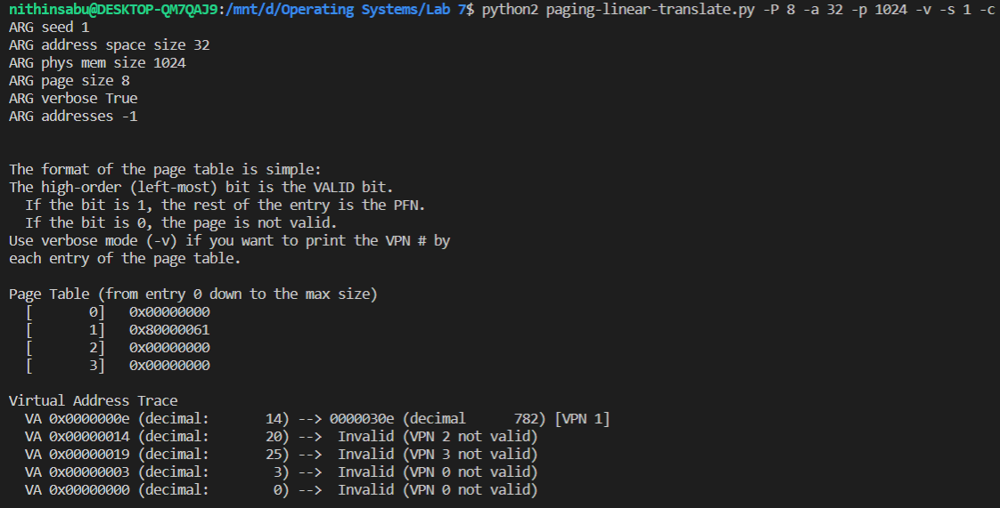 nithinsabu@DESKTOP-QM7QAJ9:/mnt/d/Operating Systems/Lab 7$ python2 paging-linear-translate.py -P 8 -a 32 -p 1024 -v -s 1 -c
ARG seed 1
ARG address space size 32
ARG phys mem size 1024
ARG page size 8
ARG verbose True
ARG addresses -1

The format of the page table is simple:
The high-order (left-most) bit is the VALID bit.
  If the bit is 1, the rest of the entry is the PFN.
  If the bit is 0, the page is not valid.
Use verbose mode (-v) if you want to print the VPN # by
each entry of the page table.

Page Table (from entry 0 down to the max size)
  [       0]   0x00000000
  [       1]   0x80000061
  [       2]   0x00000000
  [       3]   0x00000000

Virtual Address Trace
  VA 0x0000000e (decimal:       14) --> 0000030e (decimal      782) [VPN 1]
  VA 0x00000014 (decimal:       20) -->  Invalid (VPN 2 not valid)
  VA 0x00000019 (decimal:       25) -->  Invalid (VPN 3 not valid)
  VA 0x00000003 (decimal:        3) -->  Invalid (VPN 0 not valid)
  VA 0x00000000 (decimal:        0) -->  Invalid (VPN 0 not valid)